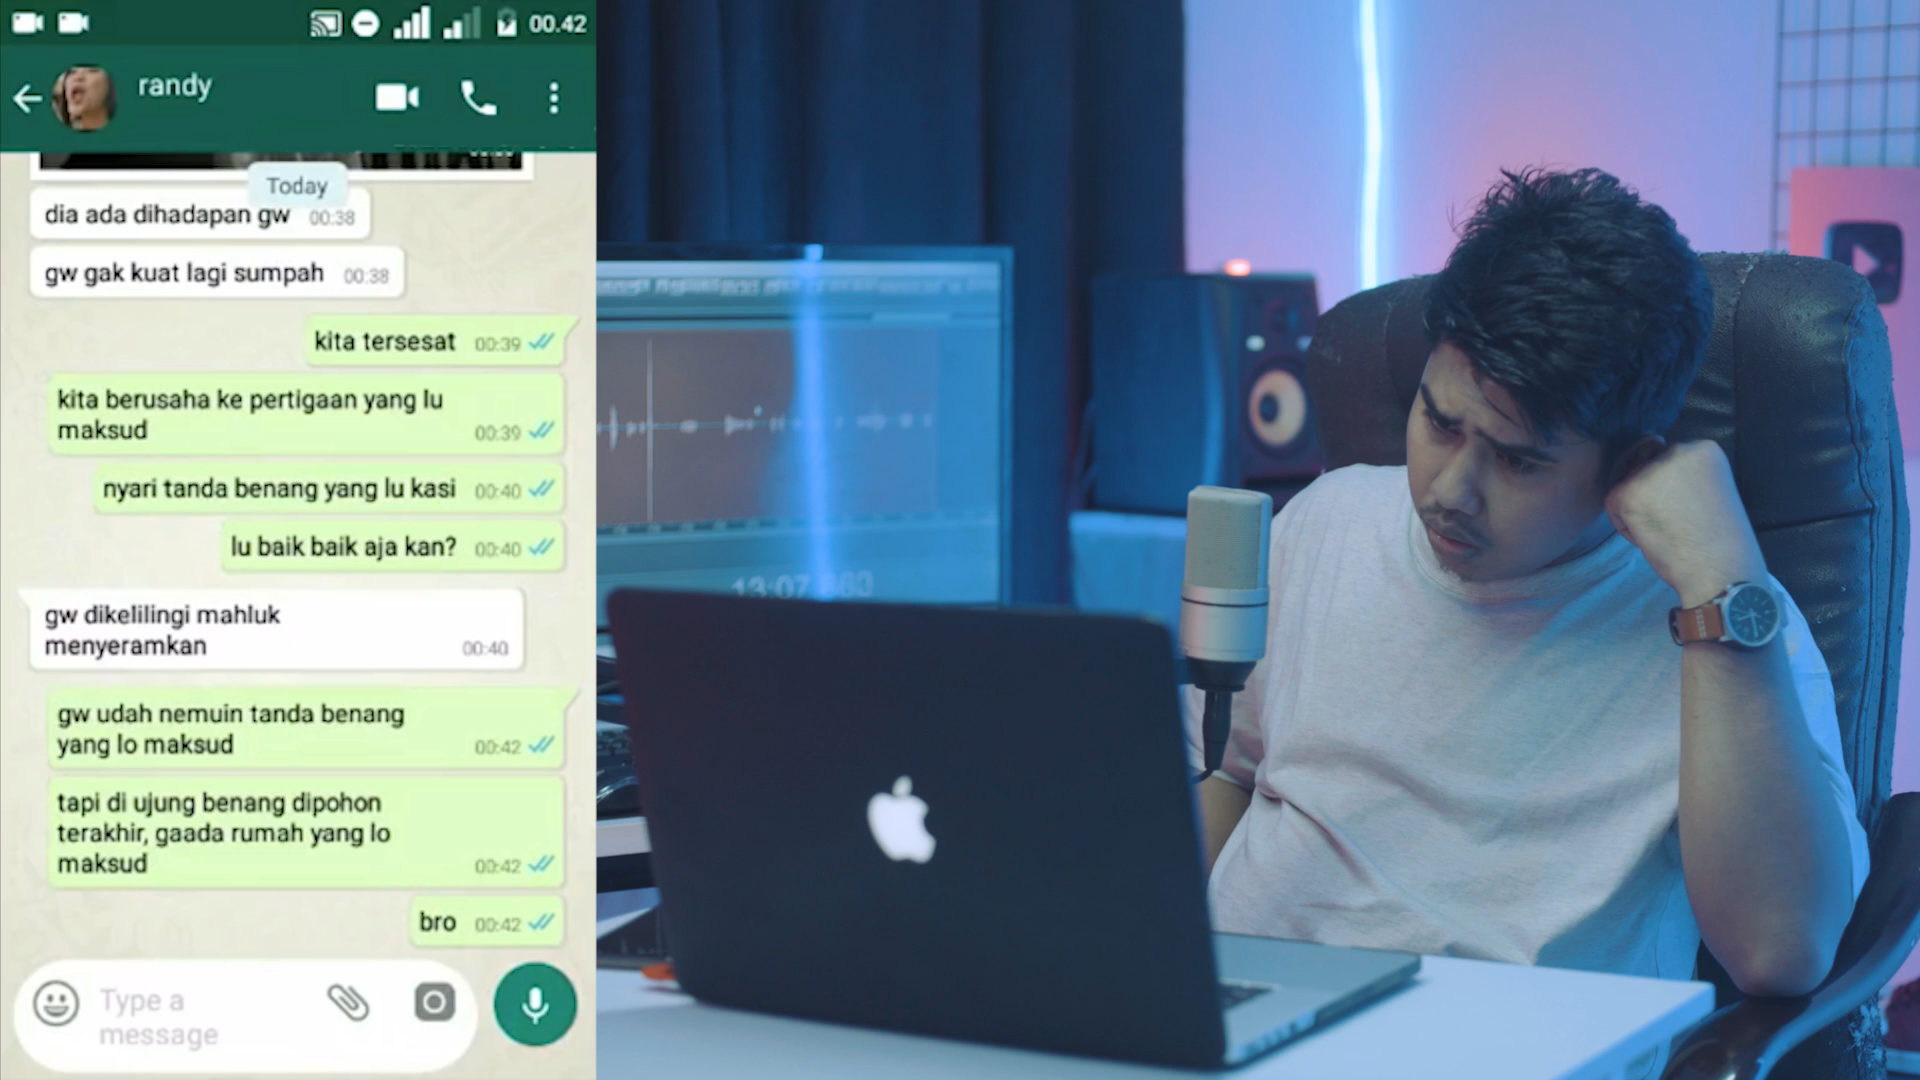 00.42
randy
Today
dia ada dihadapan gw 00:38
gw gak kuat lagi sumpah 00:38
kita tersesat 00:39
kita berusaha ke pertigaan yang lu
maksud 00:39
nyari tanda benang yang lu kasi 00:40
lu baik baik aja kan? 00:40
gw dikelilingi mahluk
menyeramkan 00:40
gw udah nemuin tanda benang
yang lo maksud 00:42
tapi di ujung benang dipohon
terakhir, gaada rumah yang lo
maksud 00:42
bro 00:42
Type a
message